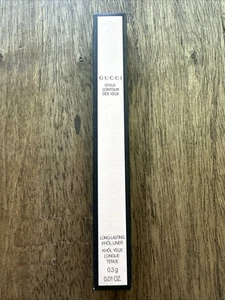 GUCCI
STYLO
CONTOUR
DES YEUX
LONG-LASTING
KHÔL LINER
KHÔL YEUX
LONGUE
TENUE
0.3 g
0.01 OZ.